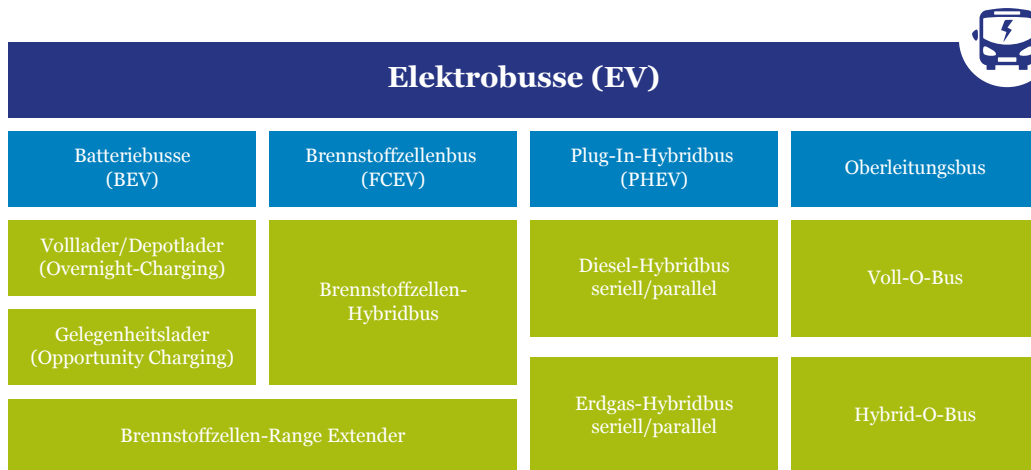 Elektrobusse (EV)
Batteriebusse
(BEV)
Brennstoffzellenbus
(FCEV)
Plug-In-Hybridbus
(PHEV)
Oberleitungsbus
Volllader/Depotlader
(Overnight-Charging)
Gelegenheitslader
(Opportunity Charging)
Brennstoffzellen-
Hybridbus
Brennstoffzellen-Range Extender
Diesel-Hybridbus
seriell/parallel
Erdgas-Hybridbus
seriell/parallel
Voll-O-Bus
Hybrid-O-Bus